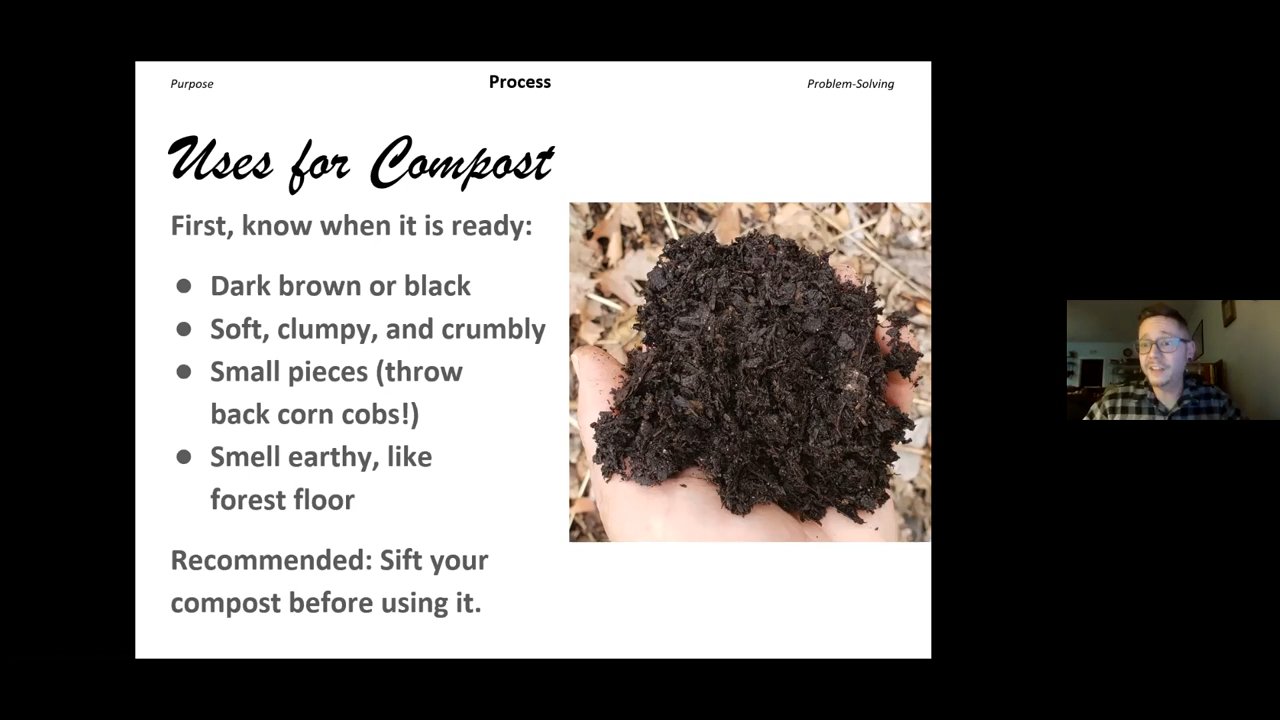 Purpose
Process
Problem-Solving
Uses for Compost
First, know when it is ready:
● Dark brown or black
● Soft, clumpy, and crumbly
● Small pieces (throw
back corn cobs!)
● Smell earthy, like
forest floor
Recommended: Sift your
compost before using it.